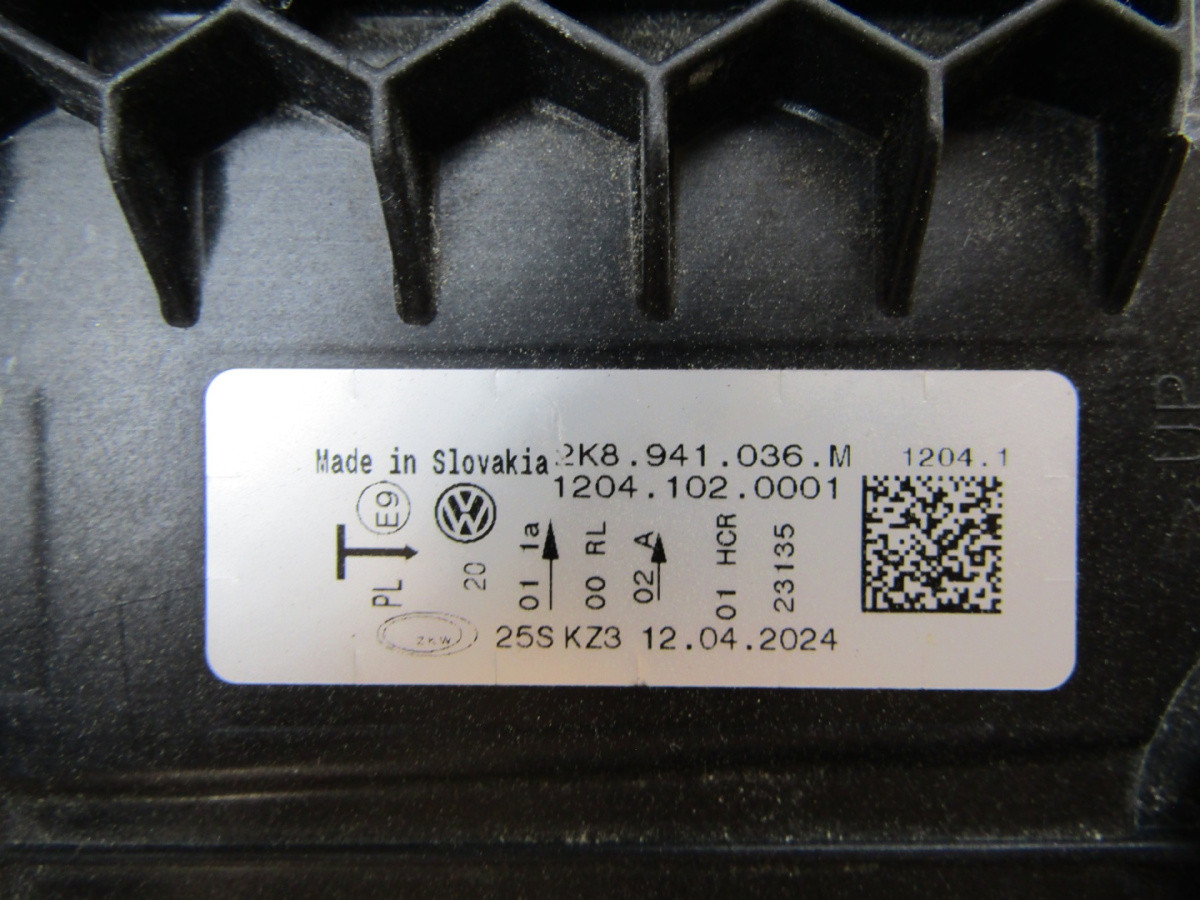 Made in Slovakia 2K8.941.036.M 1204.1
1204.102.0001
E9
VW
PL
20
01 1a
00 RL
02 A
01 HCR
23135
ZKW
25S KZ3 12.04.2024